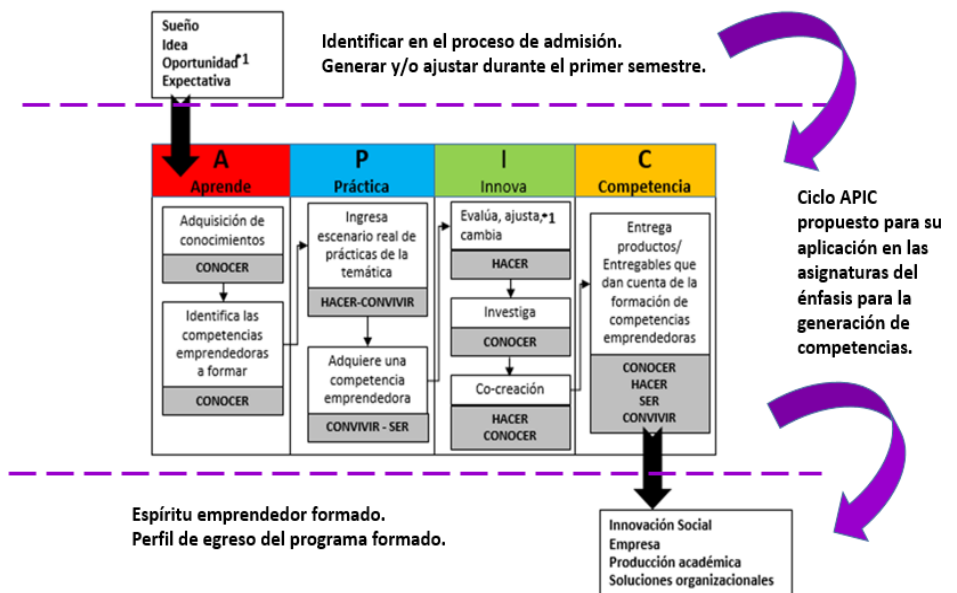 Sueño
Idea
Oportunidad*1
Expectativa
Identificar en el proceso de admisión.
Generar y/o ajustar durante el primer semestre.
A
Aprende
P
Práctica
I
Innova
C
Competencia
Adquisición de
conocimientos
CONOCER
Identifica las
competencias
emprendedoras
a formar
CONOCER
Ingresa
escenario real de
prácticas de la
temática
HACER-CONVIVIR
Adquiere una
competencia
emprendedora
CONVIVIR - SER
Evalúa, ajusta,*1
cambia
HACER
Investiga
CONOCER
Co-creación
HACER
CONOCER
Entrega
productos/
Entregables que
dan cuenta de la
formación de
competencias
emprendedoras
CONOCER
HACER
SER
CONVIVIR
Ciclo APIC
propuesto para su
aplicación en las
asignaturas del
énfasis para la
generación de
competencias.
Espíritu emprendedor formado.
Perfil de egreso del programa formado.
Innovación Social
Empresa
Producción académica
Soluciones organizacionales